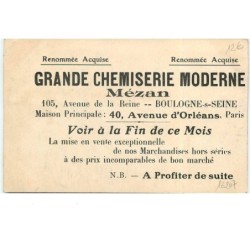 Renommée Acquise Renommée Acquise
GRANDE CHEMISERIE MODERNE
Mézan
105, Avenue de la Reine -- BOULOGNE-s-SEINE
Maison Principale : 40, Avenue d'Orléans, Paris
Voir à la Fin de ce Mois
La mise en vente exceptionnelle
de nos Marchandises hors séries
à des prix incomparables de bon marché
N.B. — A Profiter de suite